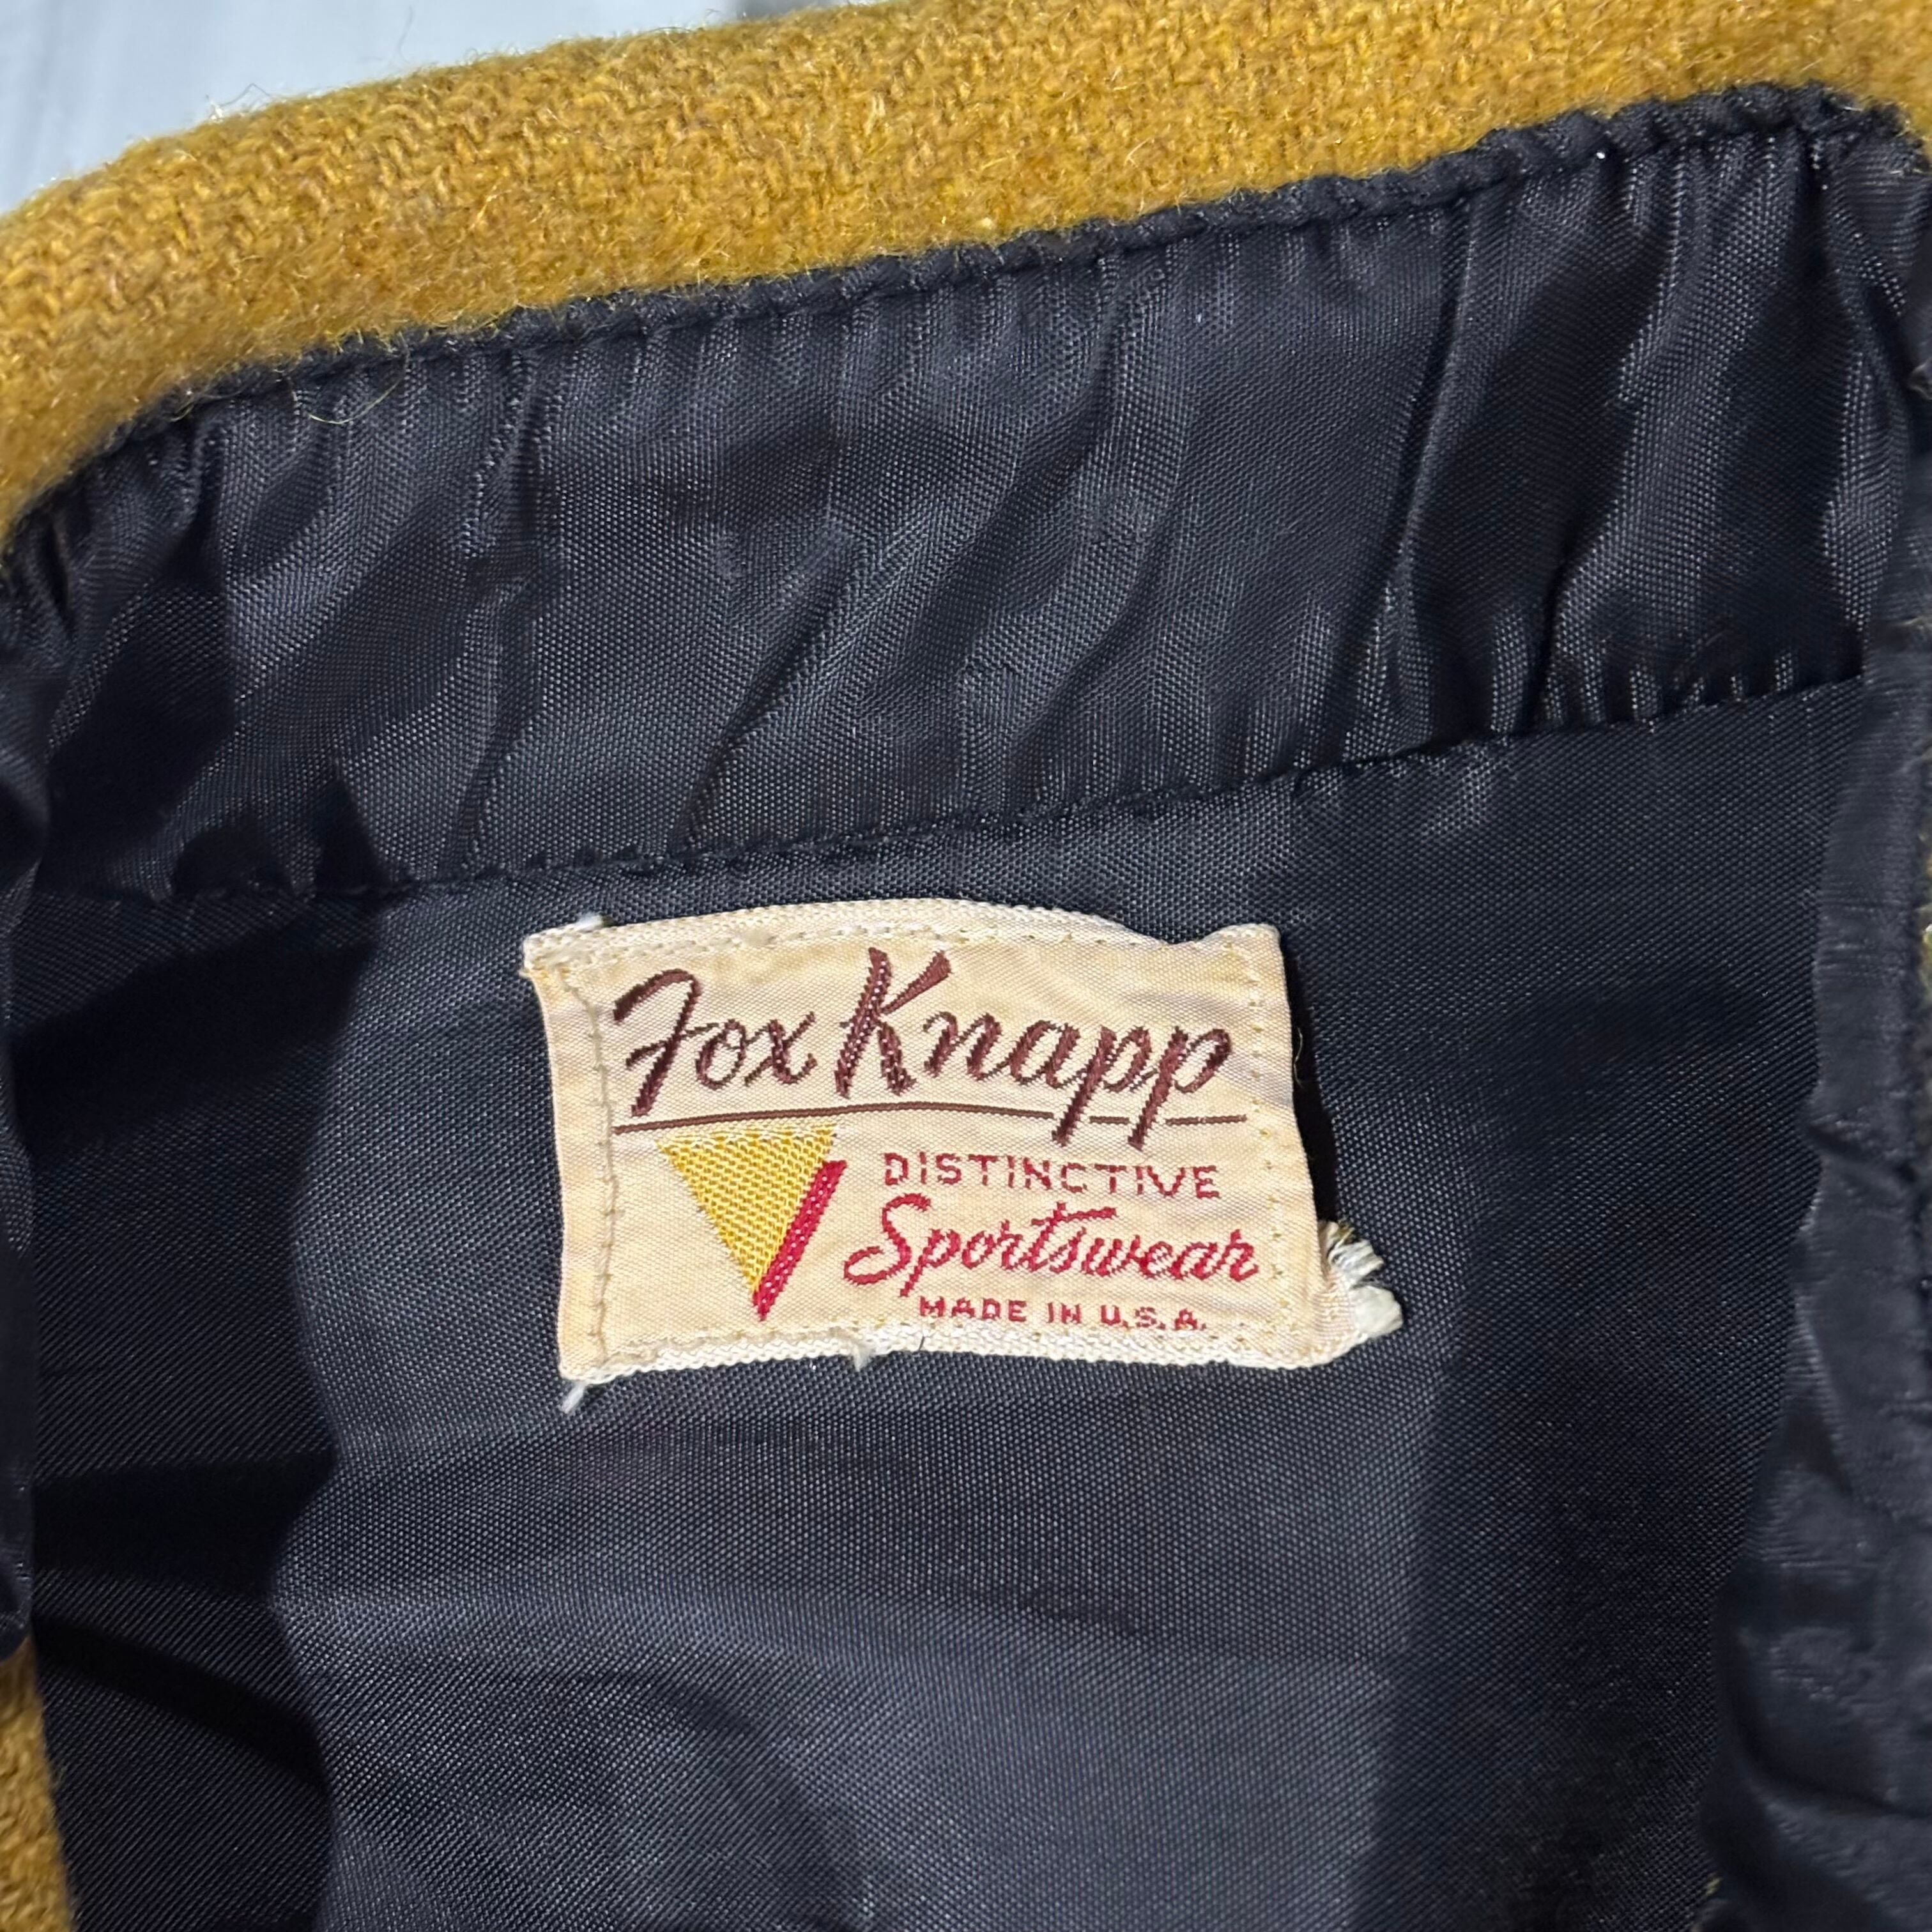 Fox Knapp
DISTINCTIVE
Sportswear
MADE IN U.S.A.